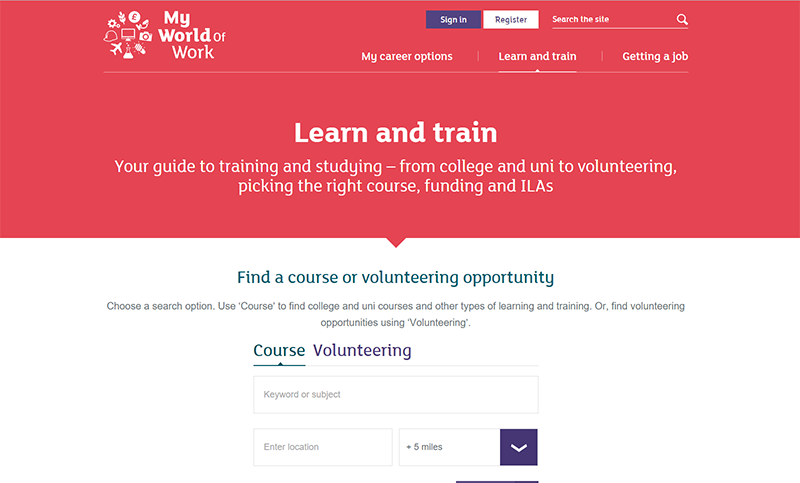 My
World Of
Work
Sign in
Register
Search the site
My career options
Learn and train
Getting a job
Learn and train
Your guide to training and studying – from college and uni to volunteering,
picking the right course, funding and ILAs
Find a course or volunteering opportunity
Choose a search option. Use 'Course' to find college and uni courses and other types of learning and training. Or, find volunteering
opportunities using 'Volunteering'.
Course Volunteering
Keyword or subject
Enter location
+ 5 miles